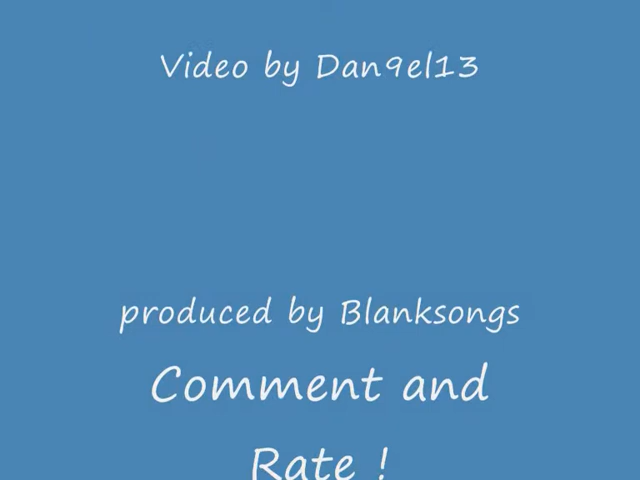 Video by Dan9el13
produced by Blanksongs
Comment and
Rate !